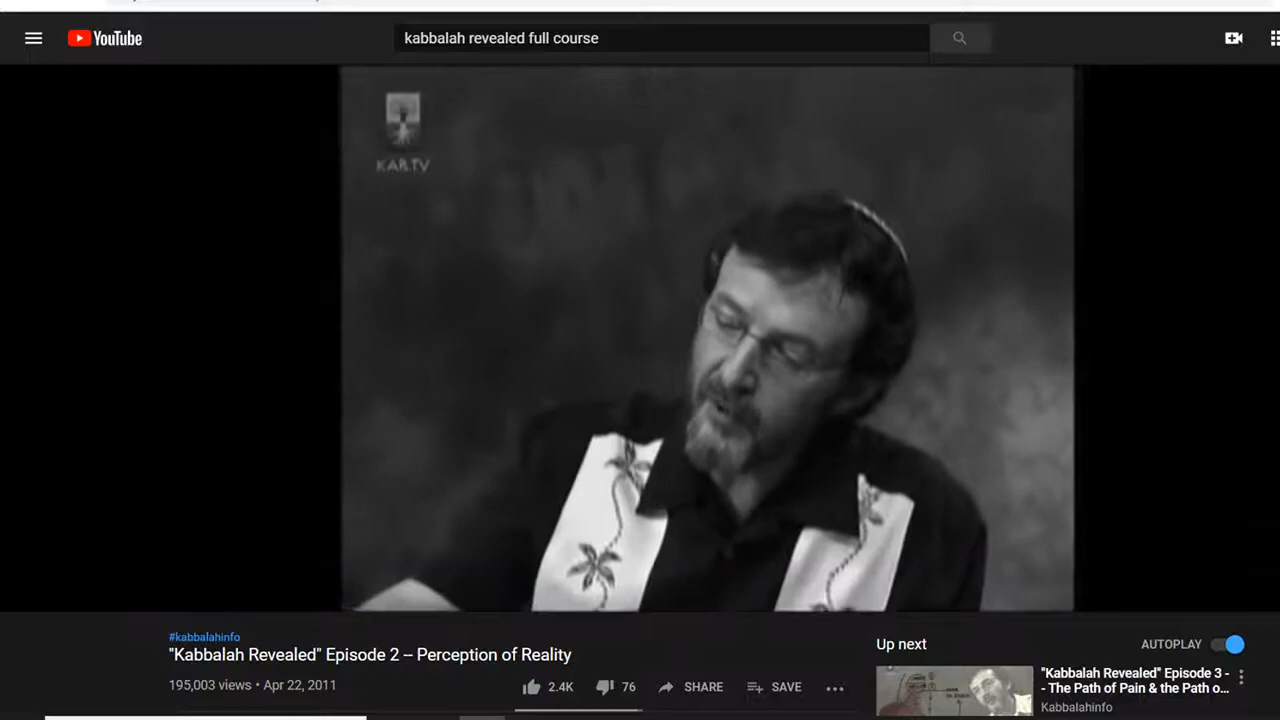 YouTube
kabbalah revealed full course
KAB.TV
#kabbalahinfo
"Kabbalah Revealed" Episode 2 -- Perception of Reality
195,003 views • Apr 22, 2011
2.4K
76
SHARE
SAVE
Up next
AUTOPLAY
"Kabbalah Revealed" Episode 3 -
- The Path of Pain & the Path o...
Kabbalahinfo